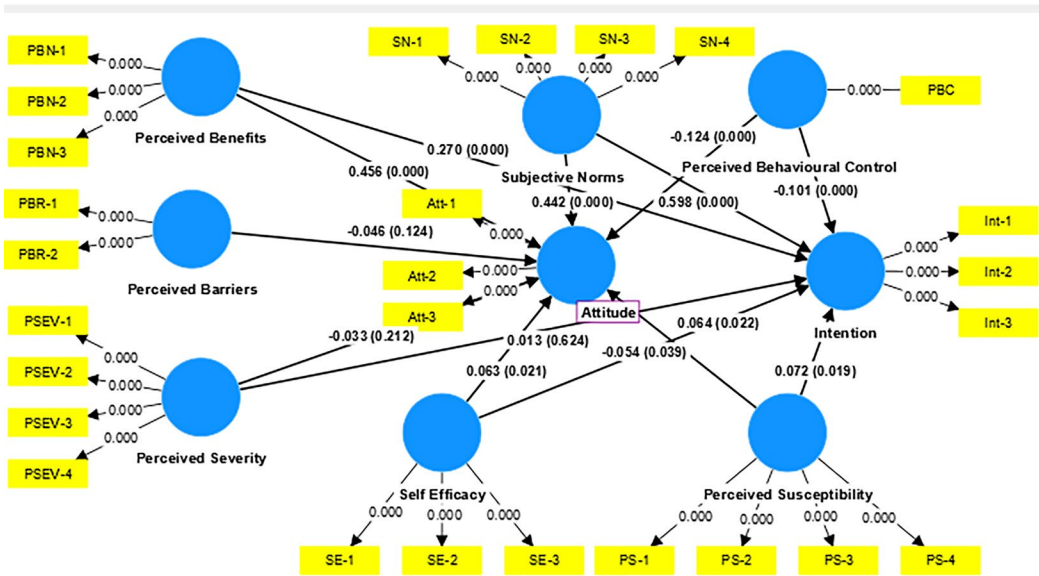 SN-1
SN-2
SN-3
SN-4
0.000
0.000
0.000
0.000
PBN-1
PBN-2
PBN-3
0.000
0.000
0.000
Perceived Benefits
0.000
PBC
-0.124 (0.000)
0.270 (0.000)
Subjective Norms
Perceived Behavioural Control
0.456 (0.000)
-0.101 (0.000)
0.442 (0.000)
0.598 (0.000)
PBR-1
PBR-2
0.000
0.000
Perceived Barriers
-0.046 (0.124)
Att-1
Att-2
Att-3
0.000
0.000
0.000
Attitude
Int-1
Int-2
Int-3
0.000
0.000
0.000
Intention
PSEV-1
PSEV-2
PSEV-3
PSEV-4
0.000
0.000
0.000
0.000
Perceived Severity
-0.033 (0.212)
0.013 (0.624)
0.064 (0.022)
-0.054 (0.039)
0.063 (0.021)
0.072 (0.019)
Self Efficacy
0.000
0.000
0.000
SE-1
SE-2
SE-3
Perceived Susceptibility
0.000
0.000
0.000
0.000
PS-1
PS-2
PS-3
PS-4